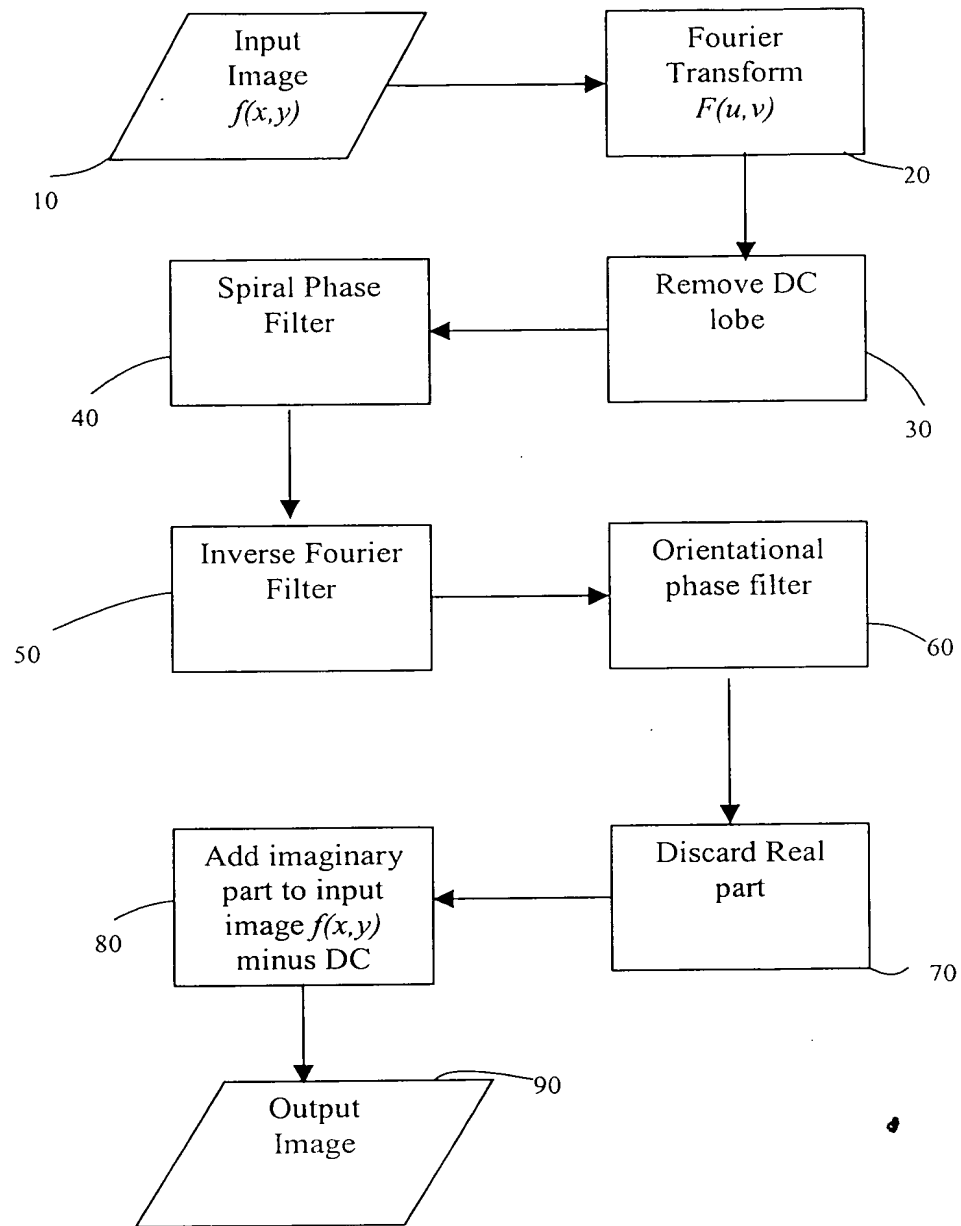 Input
Image
f(x,y)
10
Fourier
Transform
F(u,v)
20
Remove DC
lobe
30
Spiral Phase
Filter
40
Inverse Fourier
Filter
50
Orientational
phase filter
60
Discard Real
part
70
Add imaginary
part to input
image f(x,y)
minus DC
80
Output
Image
90